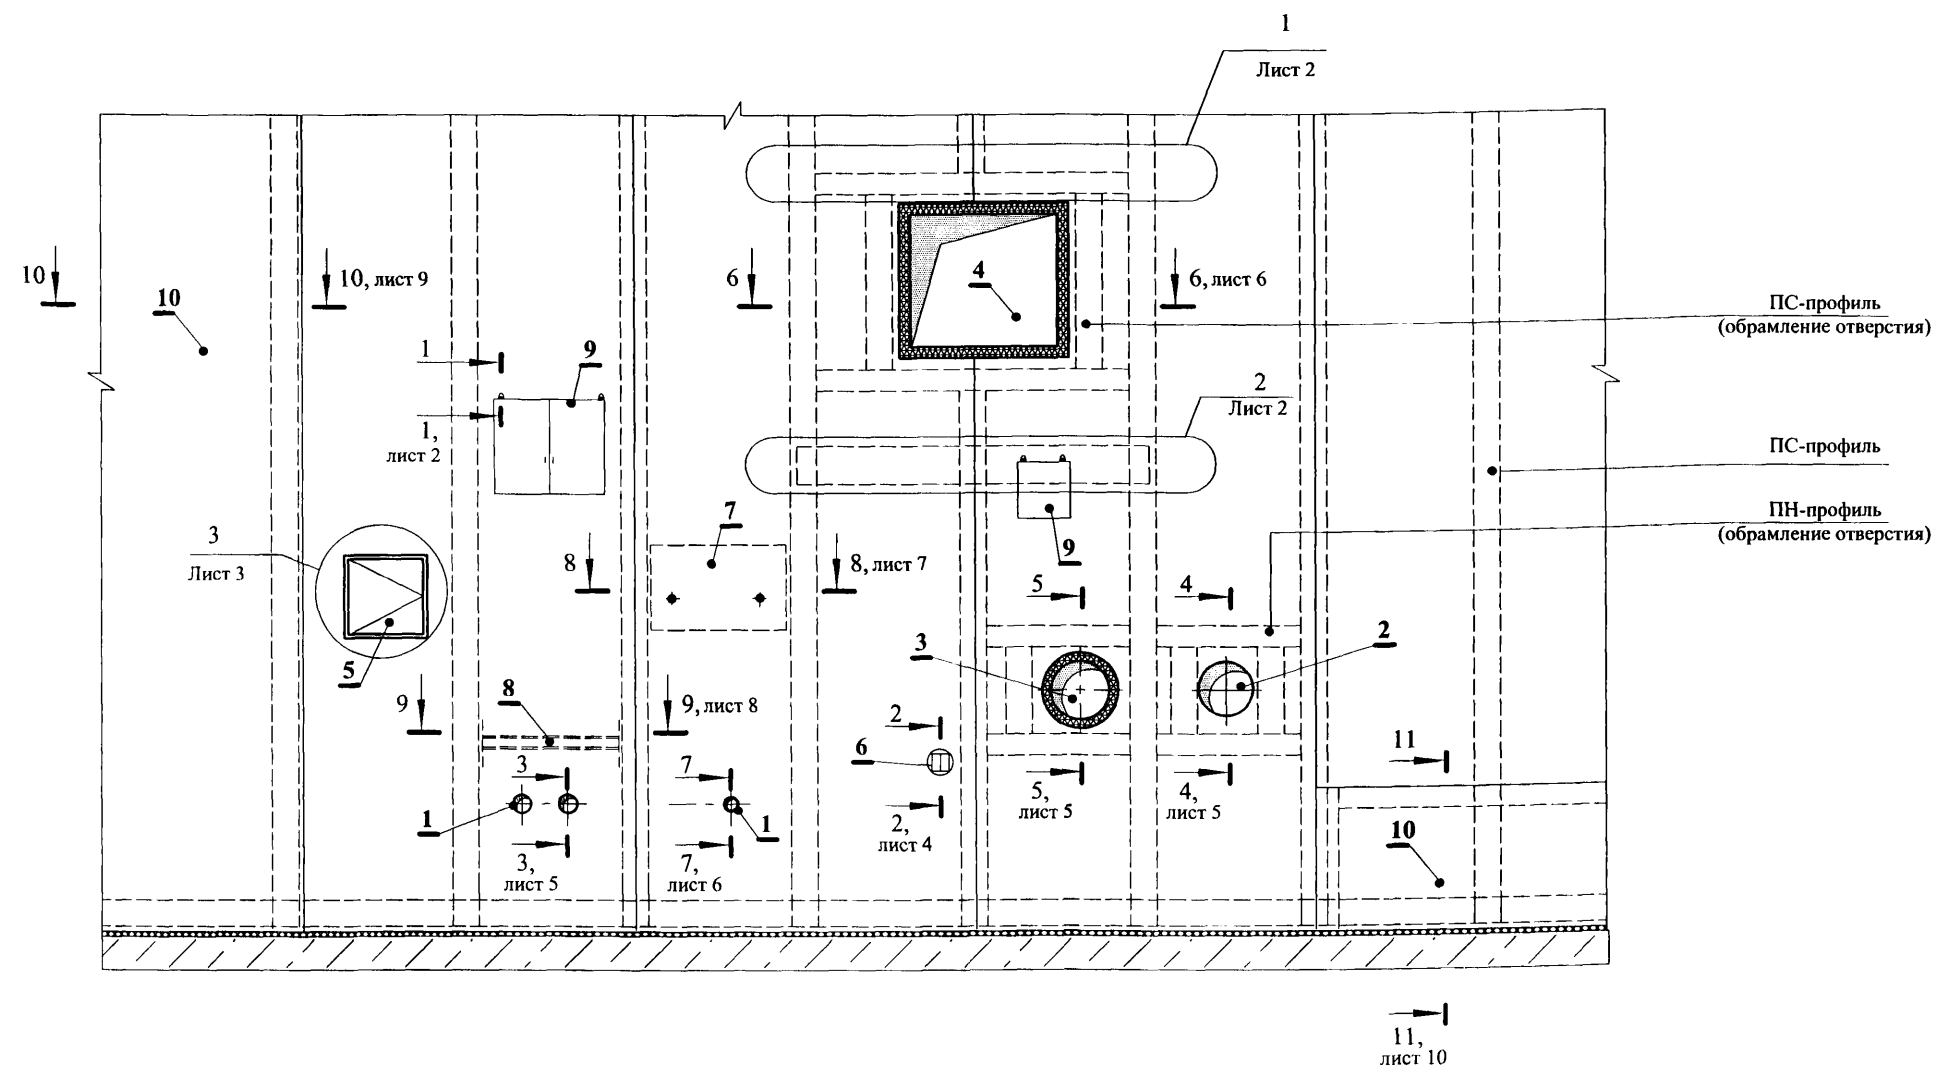 1
Лист 2
10
10, лист 9
10
6
4
6, лист 6
ПС-профиль
(обрамление отверстия)
1
9
1,
лист 2
2
Лист 2
ПС-профиль
7
3
Лист 3
8
8, лист 7
9
ПН-профиль
(обрамление отверстия)
5
4
5
3
2
9
8
9, лист 8
2
6
11
3
7
1
1
5,
лист 5
4,
лист 5
2,
лист 4
10
3,
лист 5
7,
лист 6
11,
лист 10